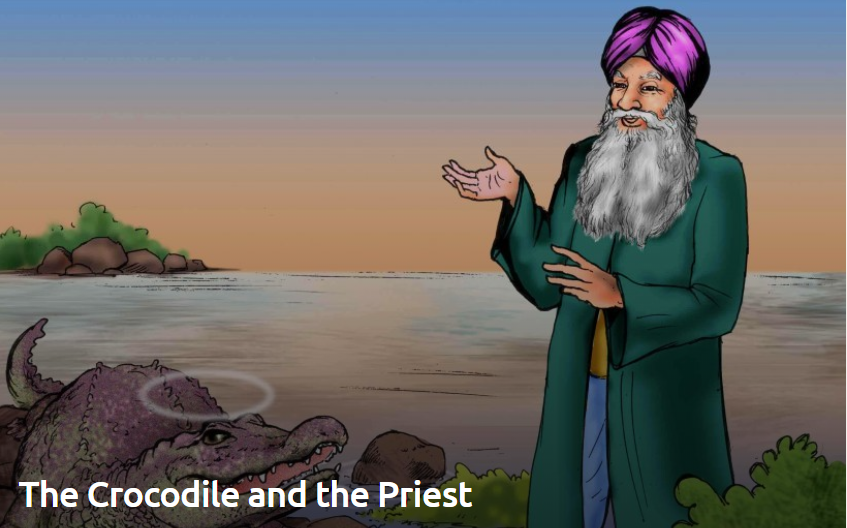 The Crocodile and the Priest